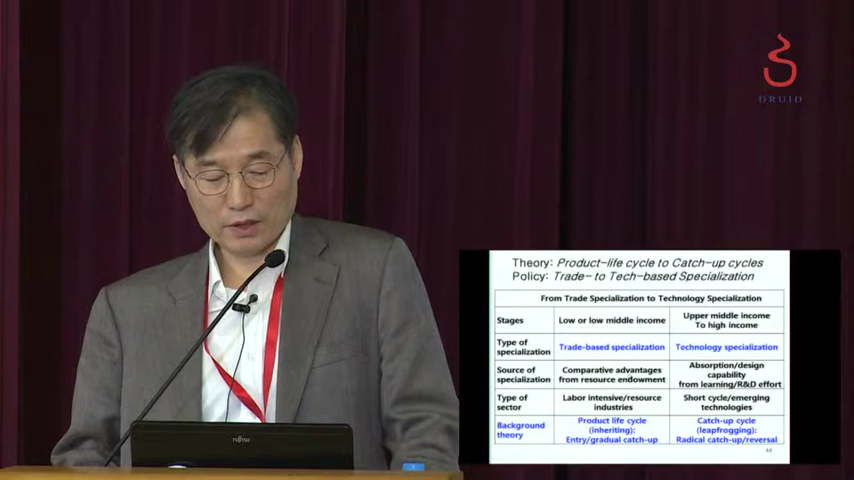 DRUID
Theory: Product-life cycle to Catch-up cycles
Policy: Trade- to Tech-based Specialization
From Trade Specialization to Technology Specialization
Stages
Low or low middle income
Upper middle income
To high income
Type of
specialization
Trade-based specialization
Technology specialization
Source of
specialization
Comparative advantages
from resource endowment
Absorption/design
capability
from learning/R&D effort
Type of
sector
Labor intensive/resource
industries
Short cycle/emerging
technologies
Background
theory
Product life cycle
(inheriting):
Entry/gradual catch-up
Catch-up cycle
(leapfrogging):
Radical catch-up/reversal
46
FUJITSU